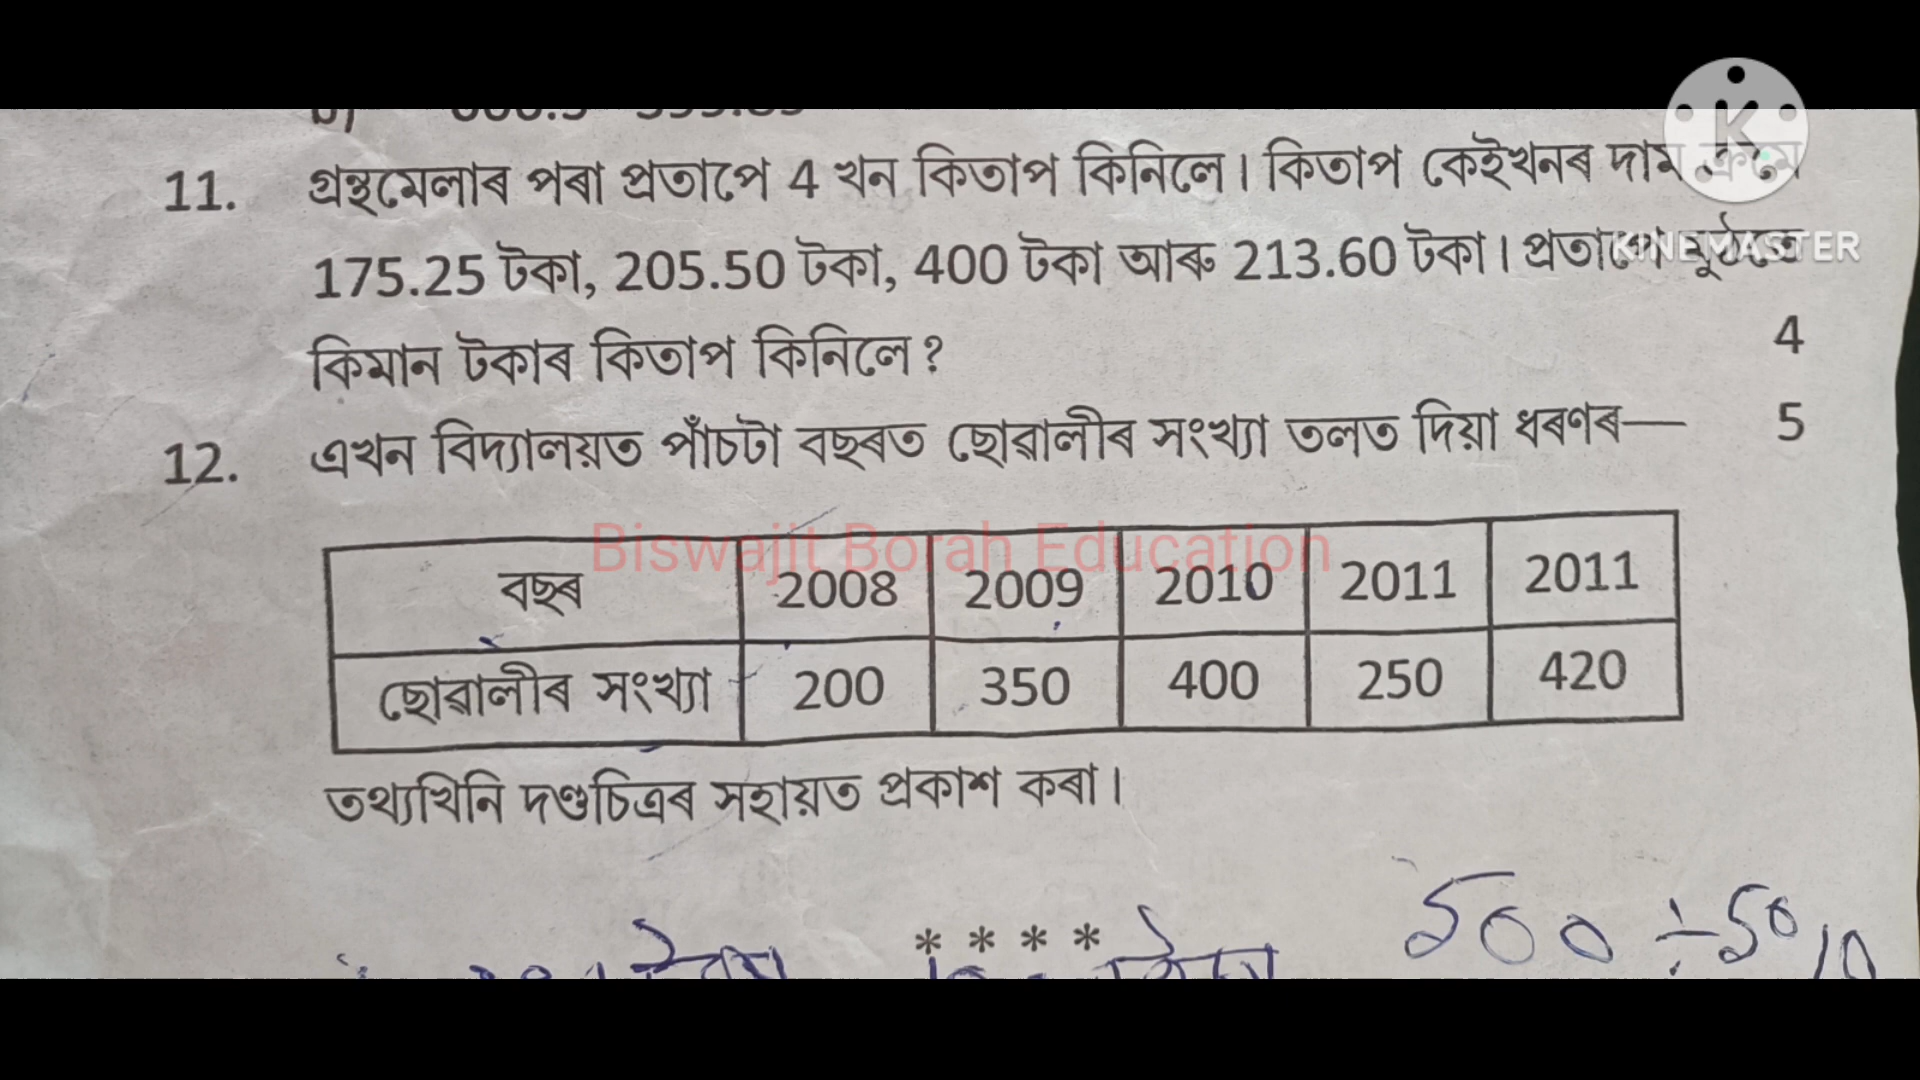 11. গ্ৰন্থমেলাৰ পৰা প্ৰতাপে 4 খন কিতাপ কিনিলে। কিতাপ কেইখনৰ দাম ক্ৰমে
175.25 টকা, 205.50 টকা, 400 টকা আৰু 213.60 টকা। প্ৰতাপে মুঠতে
KINEMASTER
কিমান টকাৰ কিতাপ কিনিলে? 4
12. এখন বিদ্যালয়ত পাঁচটা বছৰত ছোৱালীৰ সংখ্যা তলত দিয়া ধৰণৰ— 5
Biswajit Borah Education
বছৰ 2008 2009 2010 2011 2011
ছোৱালীৰ সংখ্যা 200 350 400 250 420
তথ্যখিনি দণ্ডচিত্ৰৰ সহায়ত প্ৰকাশ কৰা।
* * * *